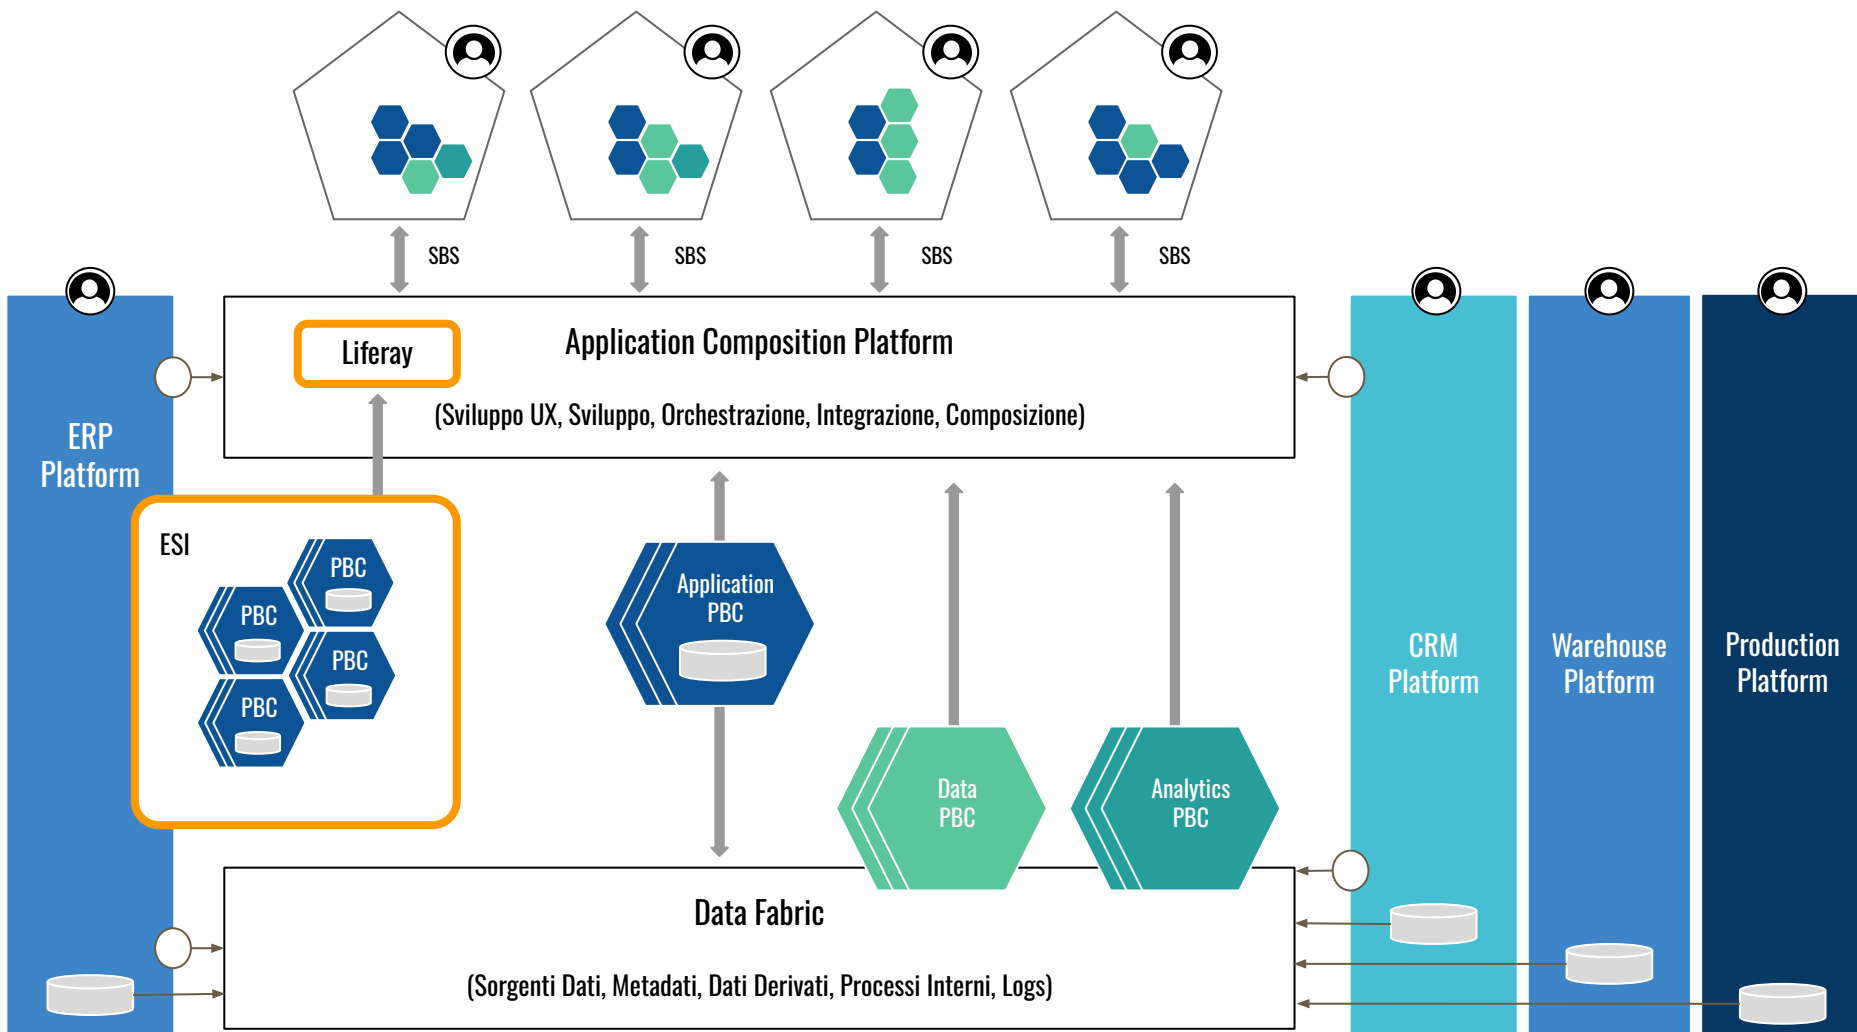 SBS
SBS
SBS
SBS
Liferay
Application Composition Platform
(Sviluppo UX, Sviluppo, Orchestrazione, Integrazione, Composizione)
ERP
Platform
ESI
PBC
PBC
PBC
PBC
Application
PBC
Data
PBC
Analytics
PBC
CRM
Platform
Warehouse
Platform
Production
Platform
Data Fabric
(Sorgenti Dati, Metadati, Dati Derivati, Processi Interni, Logs)